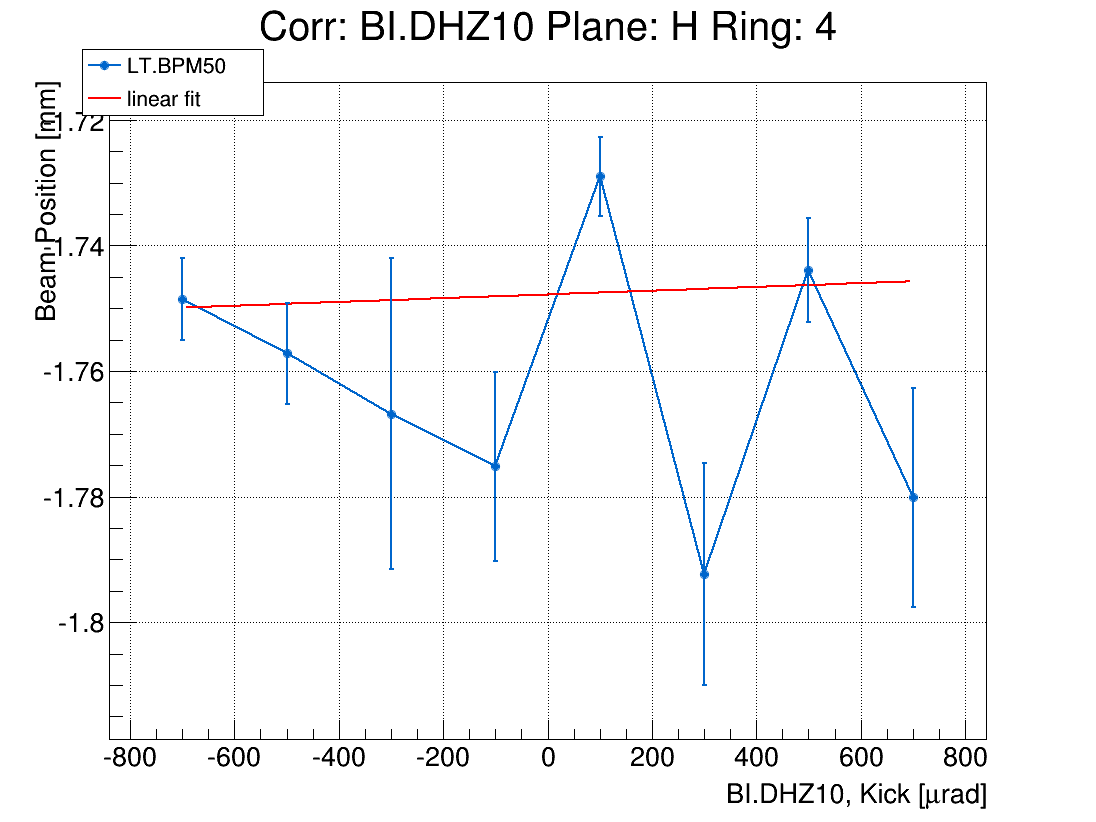 Corr: BI.DHZ10 Plane: H Ring: 4
LT.BPM50
linear fit
Beam Position [mm]
-1.72
-1.74
-1.76
-1.78
-1.8
-800 -600 -400 -200 0 200 400 600 800
BI.DHZ10, Kick [μrad]